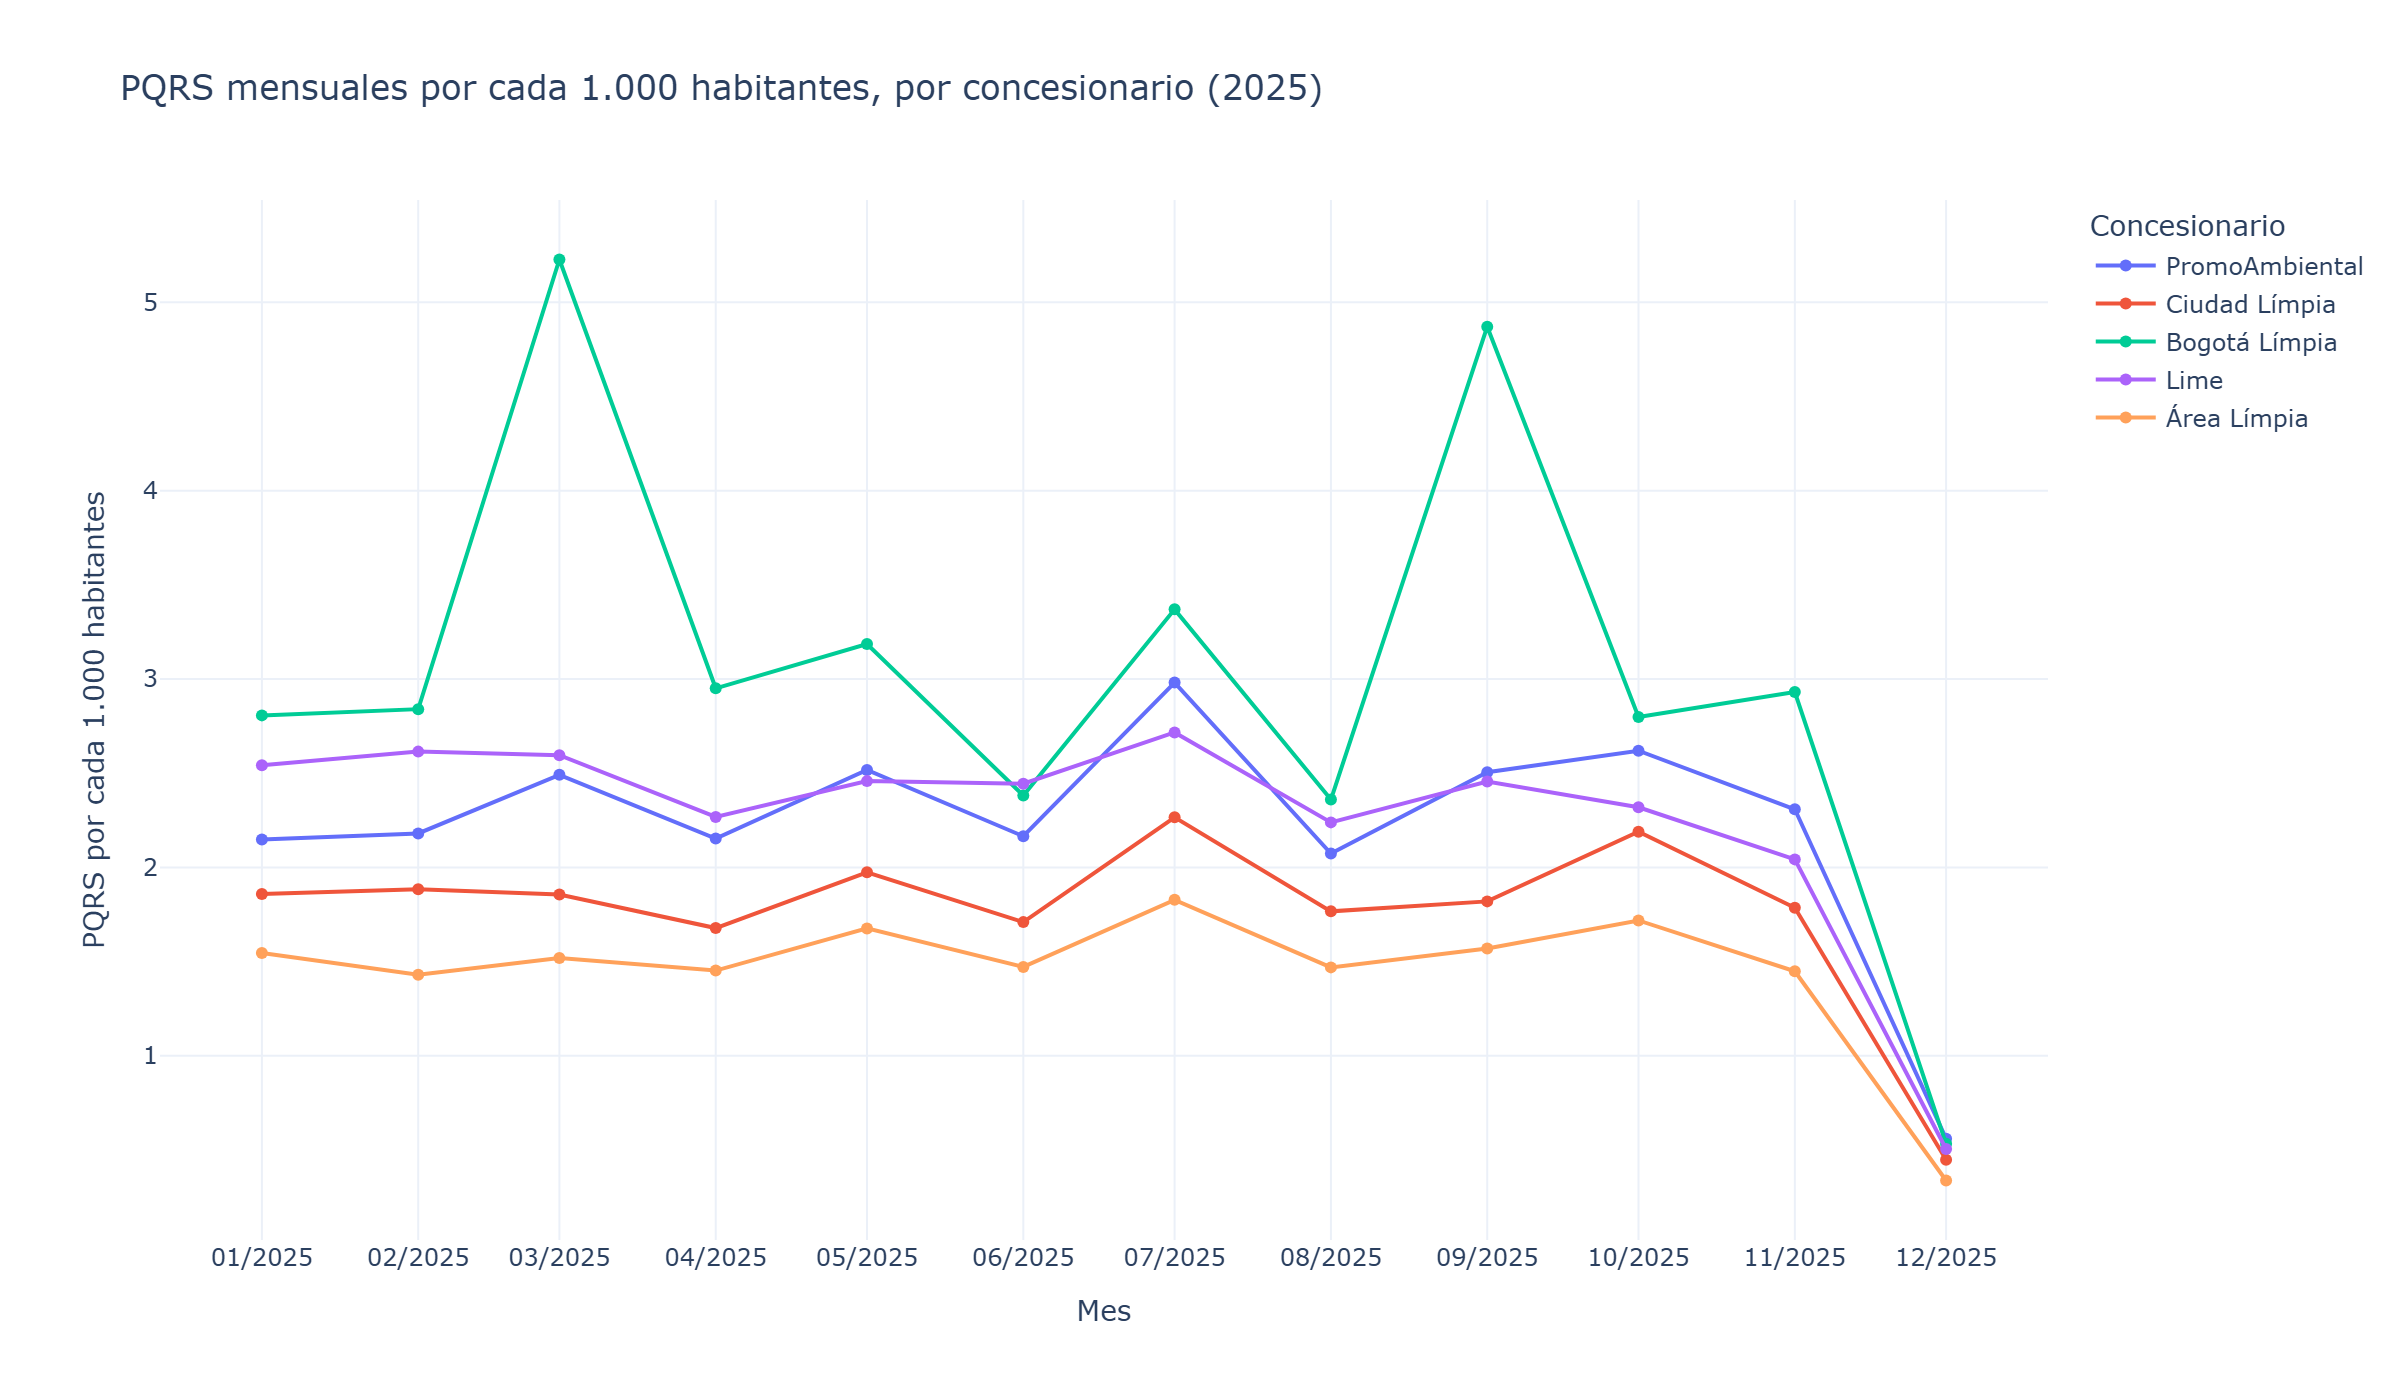 PQRS mensuales por cada 1.000 habitantes, por concesionario (2025)
Concesionario
PromoAmbiental
Ciudad Límpia
Bogotá Límpia
Lime
Área Límpia
PQRS por cada 1.000 habitantes
5
4
3
2
1
01/2025
02/2025
03/2025
04/2025
05/2025
06/2025
07/2025
08/2025
09/2025
10/2025
11/2025
12/2025
Mes